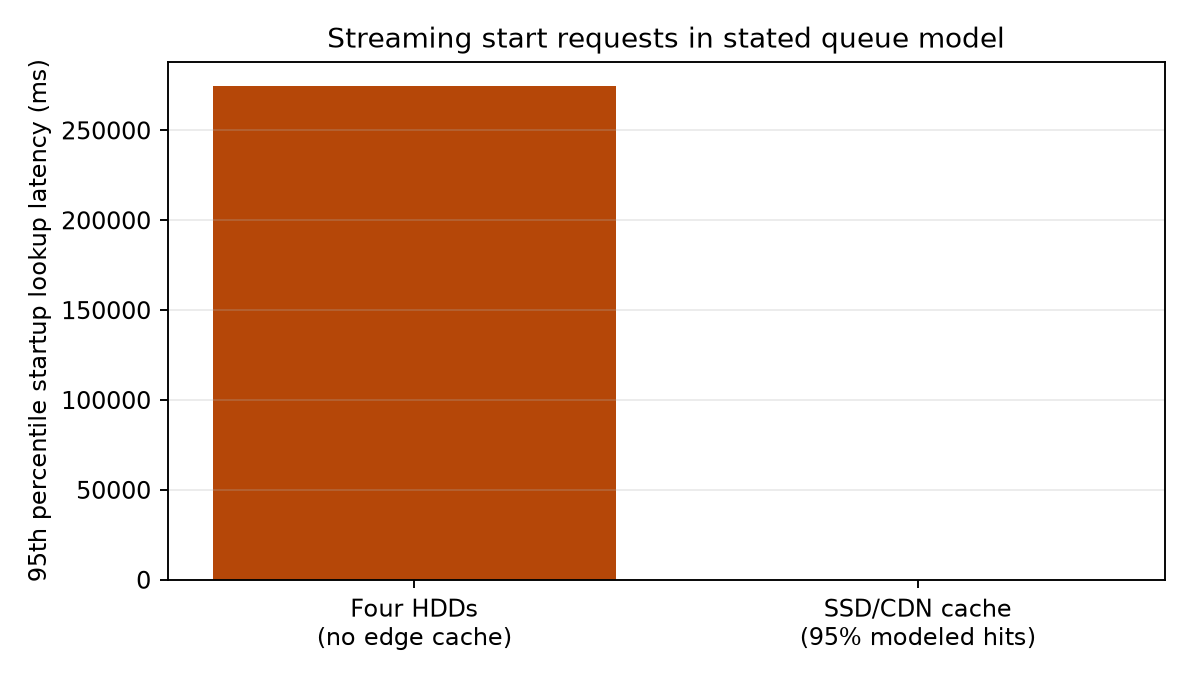 Streaming start requests in stated queue model
95th percentile startup lookup latency (ms)
250000
200000
150000
100000
50000
0
Four HDDs
(no edge cache)
SSD/CDN cache
(95% modeled hits)